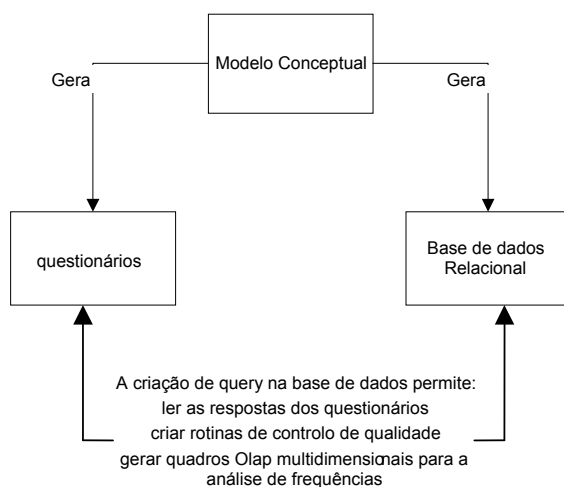 Modelo Conceptual
Gera
Gera
questionários
Base de dados
Relacional
A criação de query na base de dados permite:
ler as respostas dos questionários
criar rotinas de controlo de qualidade
gerar quadros Olap multidimensionais para a
análise de frequências